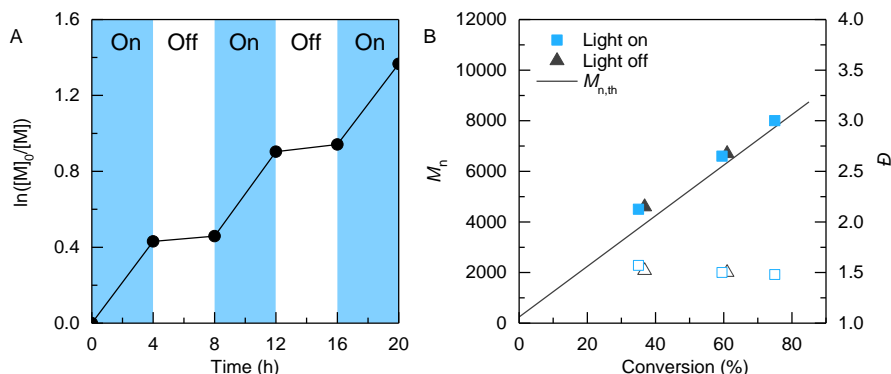 A
On Off On Off On
ln([M]0/[M])
1.6
1.2
0.8
0.4
0.0
0 4 8 12 16 20
Time (h)
B
Light on
Light off
Mn,th
Mn
12000
10000
8000
6000
4000
2000
0
0 20 40 60 80
Conversion (%)
4.0
3.5
3.0
2.5
2.0
1.5
1.0
Đ